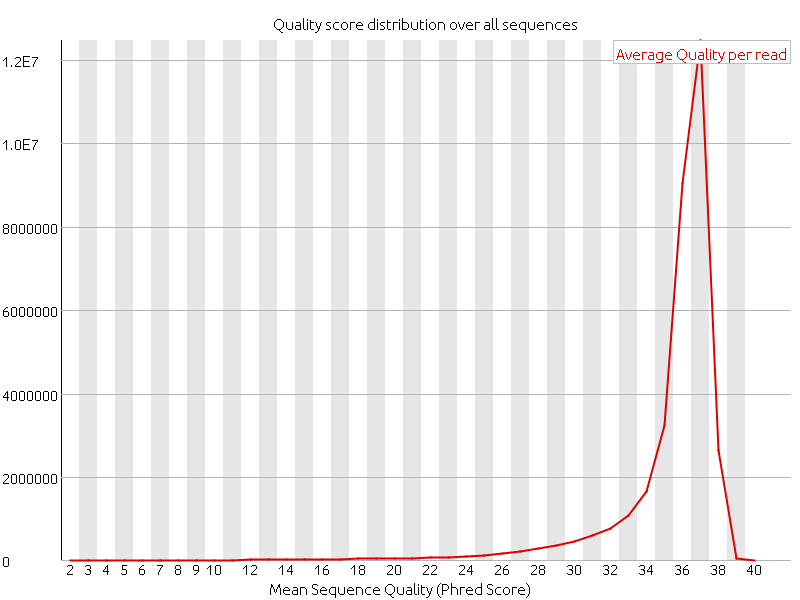 Quality score distribution over all sequences
Average Quality per read
1.2E7
1.0E7
8000000
6000000
4000000
2000000
0
2 3 4 5 6 7 8 9 10 12 14 16 18 20 22 24 26 28 30 32 34 36 38 40
Mean Sequence Quality (Phred Score)